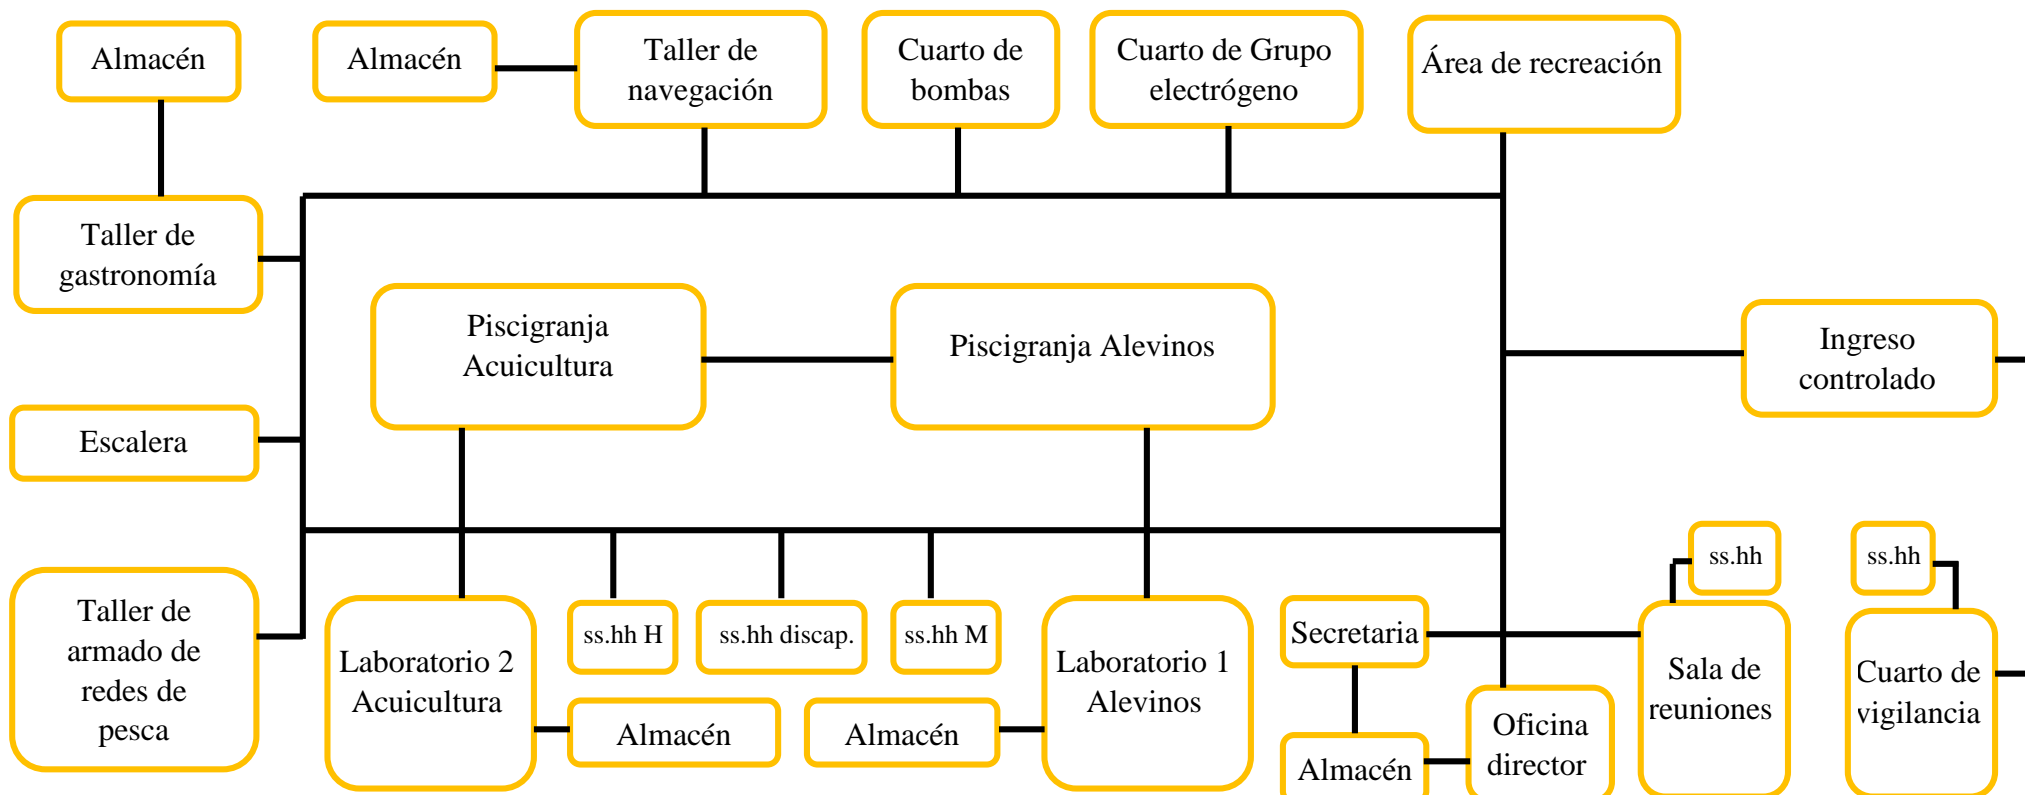 Almacén
Almacén
Taller de
navegación
Cuarto de
bombas
Cuarto de Grupo
electrógeno
Área de recreación
Taller de
gastronomía
Piscigranja
Acuicultura
Piscigranja Alevinos
Ingreso
controlado
Escalera
Taller de
armado de
redes de
pesca
Laboratorio 2
Acuicultura
ss.hh H
ss.hh discap.
ss.hh M
Almacén
Almacén
Laboratorio 1
Alevinos
Secretaria
Almacén
Oficina
director
ss.hh
Sala de
reuniones
ss.hh
Cuarto de
vigilancia